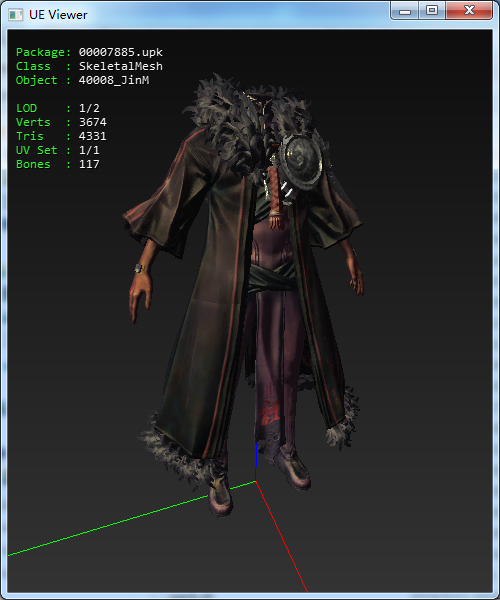 UE Viewer
Package: 00007885.upk
Class : SkeletalMesh
Object : 40008_JinM
LOD : 1/2
Verts : 3674
Tris : 4331
UV Set : 1/1
Bones : 117